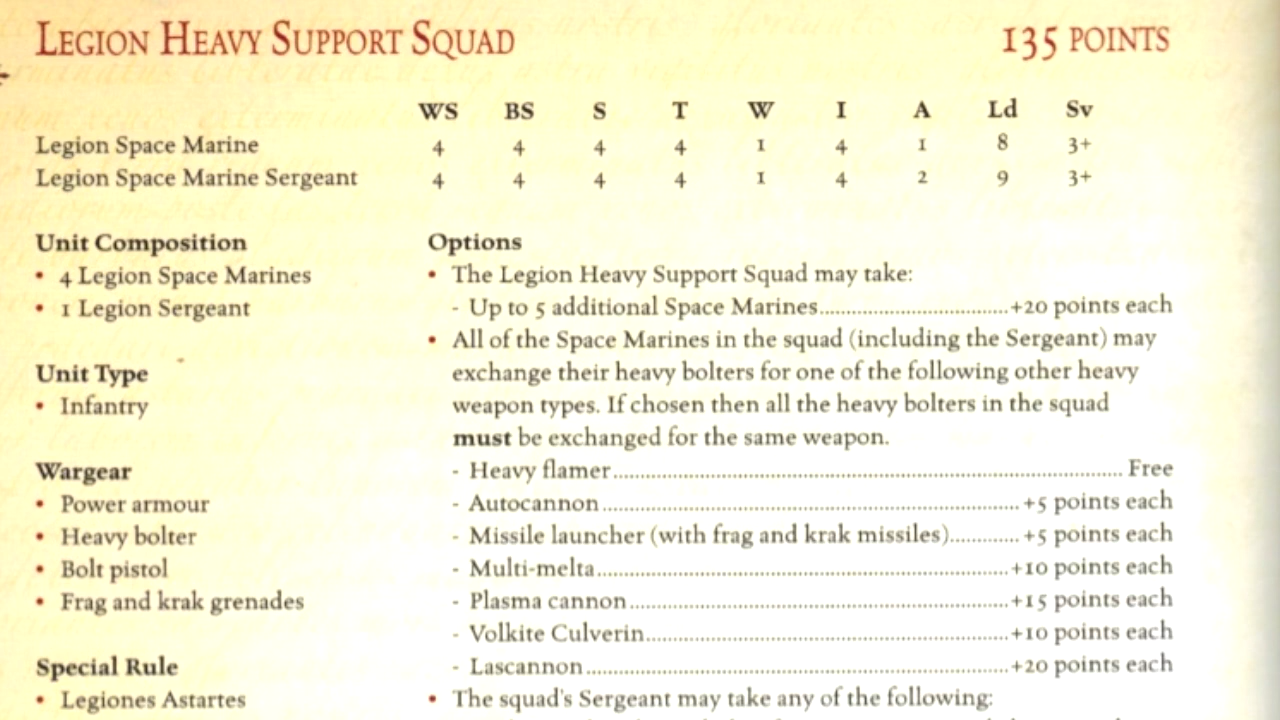 LEGION HEAVY SUPPORT SQUAD 135 POINTS
WS BS S T W I A Ld Sv
Legion Space Marine 4 4 4 4 1 4 1 8 3+
Legion Space Marine Sergeant 4 4 4 4 1 4 2 9 3+
Unit Composition
• 4 Legion Space Marines
• 1 Legion Sergeant
Unit Type
• Infantry
Wargear
• Power armour
• Heavy bolter
• Bolt pistol
• Frag and krak grenades
Special Rule
• Legiones Astartes
Options
• The Legion Heavy Support Squad may take:
- Up to 5 additional Space Marines..............................+20 points each
• All of the Space Marines in the squad (including the Sergeant) may
exchange their heavy bolters for one of the following other heavy
weapon types. If chosen then all the heavy bolters in the squad
must be exchanged for the same weapon.
- Heavy flamer..............................Free
- Autocannon..............................+5 points each
- Missile launcher (with frag and krak missiles)..............+5 points each
- Multi-melta..............................+10 points each
- Plasma cannon..............................+15 points each
- Volkite Culverin..............................+10 points each
- Lascannon..............................+20 points each
• The squad's Sergeant may take any of the following: